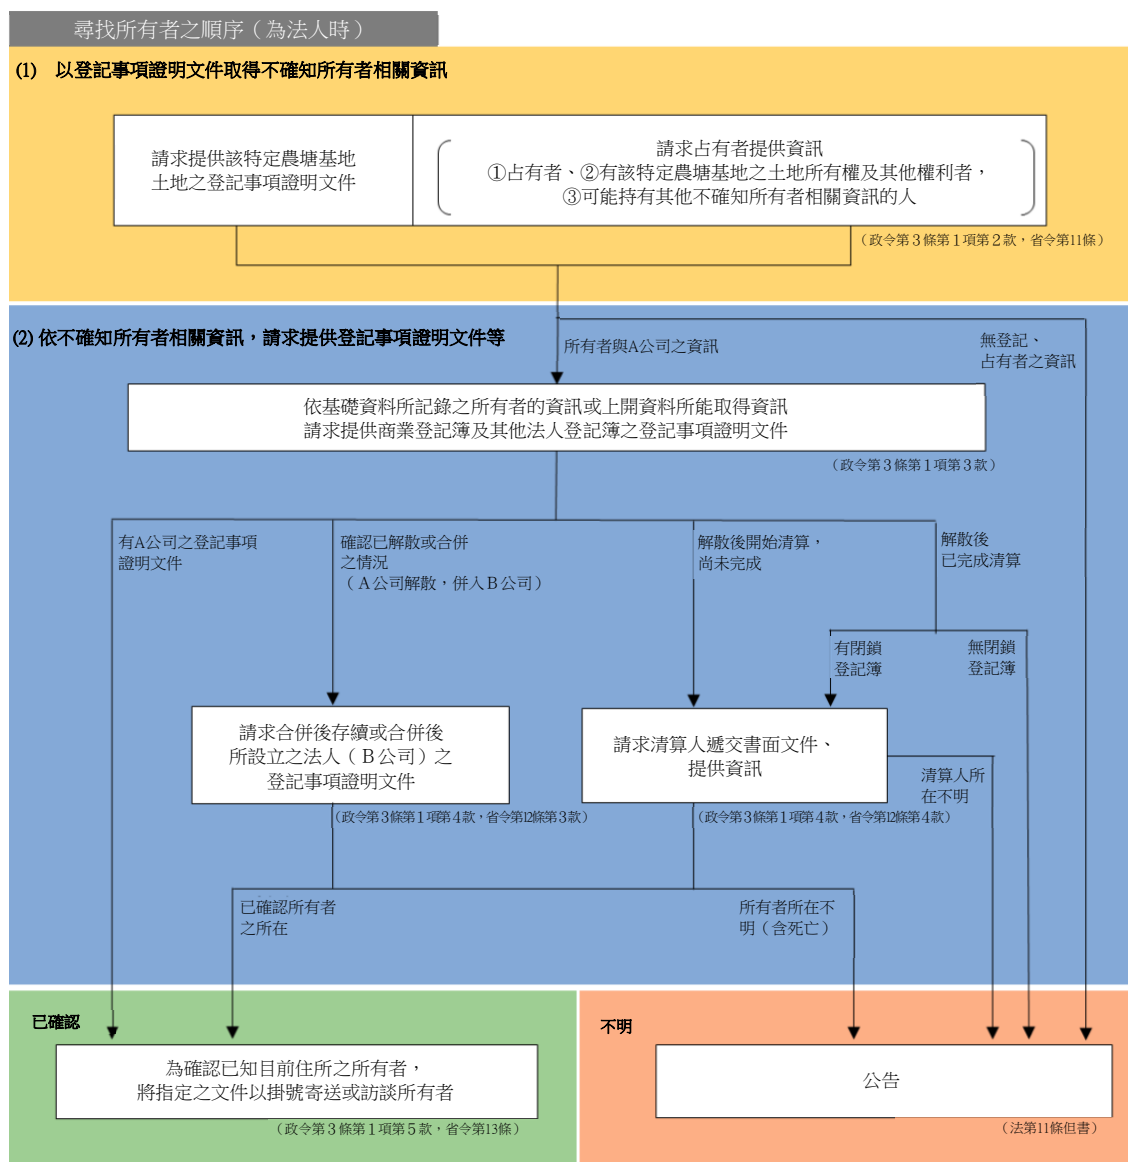 尋找所有者之順序（為法人時）
(1) 以登記事項證明文件取得不確知所有者相關資訊
請求提供該特定農塘基地
土地之登記事項證明文件
請求占有者提供資訊
①占有者、②有該特定農塘基地之土地所有權及其他權利者，
③可能持有其他不確知所有者相關資訊的人
（政令第３條第１項第２款，省令第11條）
(2) 依不確知所有者相關資訊，請求提供登記事項證明文件等
所有者與A公司之資訊
無登記、
占有者之資訊
依基礎資料所記錄之所有者的資訊或上開資料所能取得資訊
請求提供商業登記簿及其他法人登記簿之登記事項證明文件
（政令第３條第１項第３款）
有A公司之登記事項
證明文件
確認已解散或合併
之情況
（Ａ公司解散，併入Ｂ公司）
解散後開始清算，
尚未完成
解散後
已完成清算
有閉鎖
登記簿
無閉鎖
登記簿
請求合併後存續或合併後
所設立之法人（Ｂ公司）之
登記事項證明文件
（政令第３條第１項第４款，省令第12條第３款）
請求清算人遞交書面文件、
提供資訊
（政令第３條第１項第４款，省令第12條第４款）
清算人所
在不明
已確認所有者
之所在
所有者所在不
明（含死亡）
已確認
為確認已知目前住所之所有者，
將指定之文件以掛號寄送或訪談所有者
（政令第３條第１項第５款，省令第13條）
不明
公告
（法第11條但書）